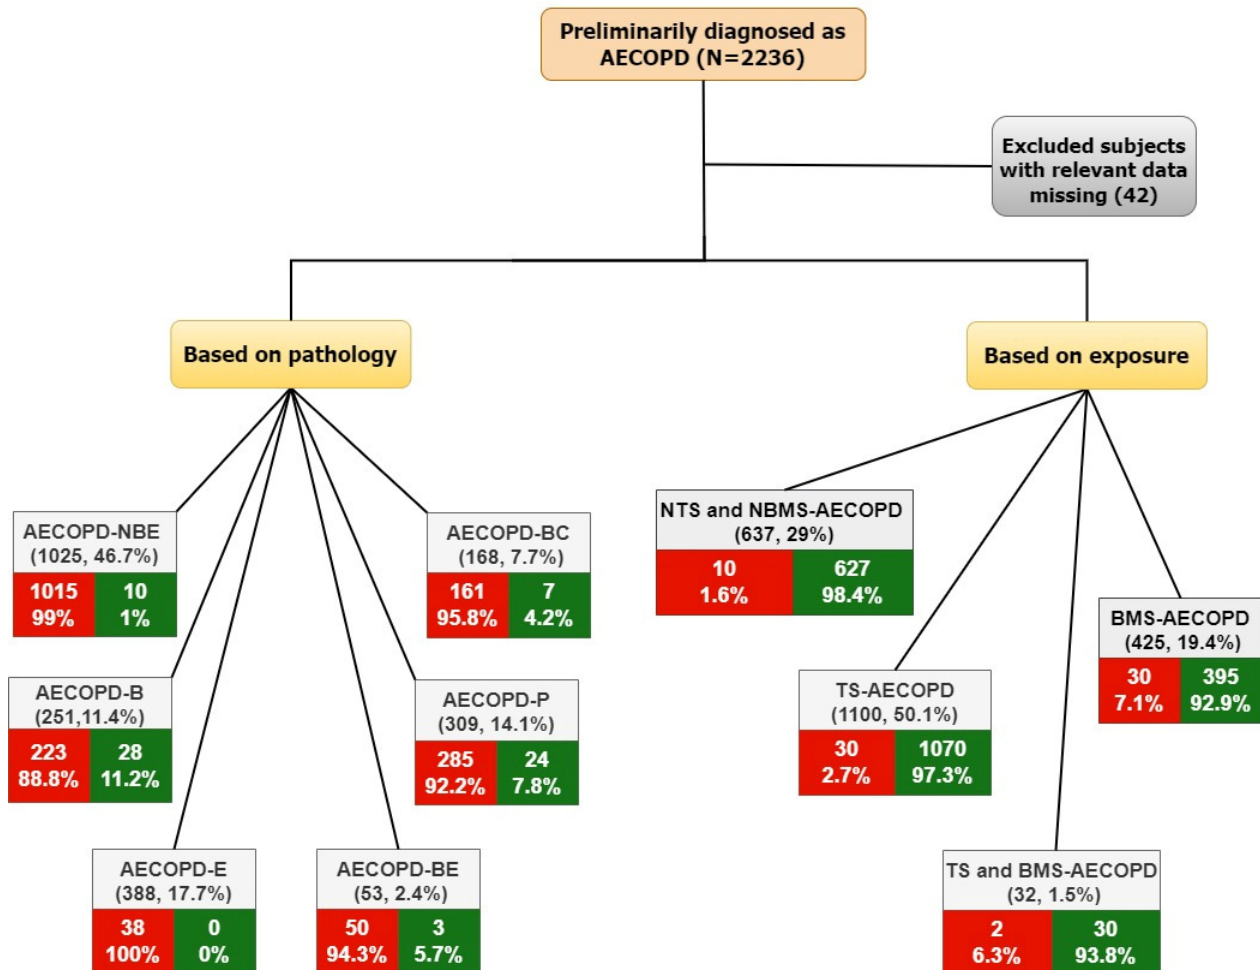 Preliminarily diagnosed as
AECOPD (N=2236)
Excluded subjects
with relevant data
missing (42)
Based on pathology
Based on exposure
AECOPD-NBE
(1025, 46.7%)
1015 10
99% 1%
AECOPD-BC
(168, 7.7%)
161 7
95.8% 4.2%
AECOPD-B
(251,11.4%)
223 28
88.8% 11.2%
AECOPD-P
(309, 14.1%)
285 24
92.2% 7.8%
AECOPD-E
(388, 17.7%)
38 0
100% 0%
AECOPD-BE
(53, 2.4%)
50 3
94.3% 5.7%
NTS and NBMS-AECOPD
(637, 29%)
10 627
1.6% 98.4%
BMS-AECOPD
(425, 19.4%)
30 395
7.1% 92.9%
TS-AECOPD
(1100, 50.1%)
30 1070
2.7% 97.3%
TS and BMS-AECOPD
(32, 1.5%)
2 30
6.3% 93.8%